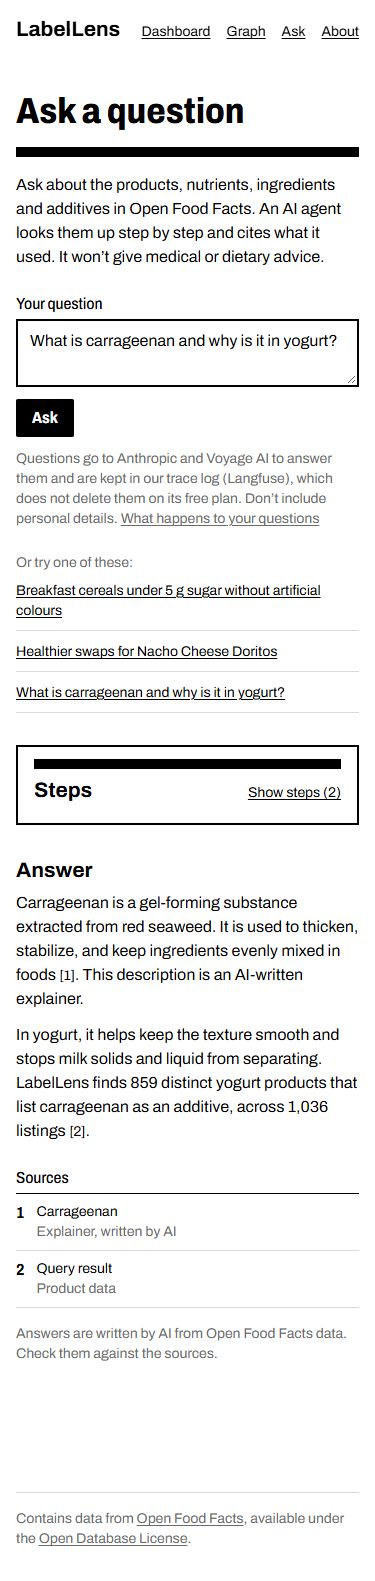 LabelLens Dashboard Graph Ask About
Ask a question
Ask about the products, nutrients, ingredients
and additives in Open Food Facts. An AI agent
looks them up step by step and cites what it
used. It won’t give medical or dietary advice.
Your question
What is carrageenan and why is it in yogurt?
Ask
Questions go to Anthropic and Voyage AI to answer
them and are kept in our trace log (Langfuse), which
does not delete them on its free plan. Don’t include
personal details. What happens to your questions
Or try one of these:
Breakfast cereals under 5 g sugar without artificial
colours
Healthier swaps for Nacho Cheese Doritos
What is carrageenan and why is it in yogurt?
Steps Show steps (2)
Answer
Carrageenan is a gel-forming substance
extracted from red seaweed. It is used to thicken,
stabilize, and keep ingredients evenly mixed in
foods [1]. This description is an AI-written
explainer.
In yogurt, it helps keep the texture smooth and
stops milk solids and liquid from separating.
LabelLens finds 859 distinct yogurt products that
list carrageenan as an additive, across 1,036
listings [2].
Sources
1 Carrageenan
Explainer, written by AI
2 Query result
Product data
Answers are written by AI from Open Food Facts data.
Check them against the sources.
Contains data from Open Food Facts, available under
the Open Database License.